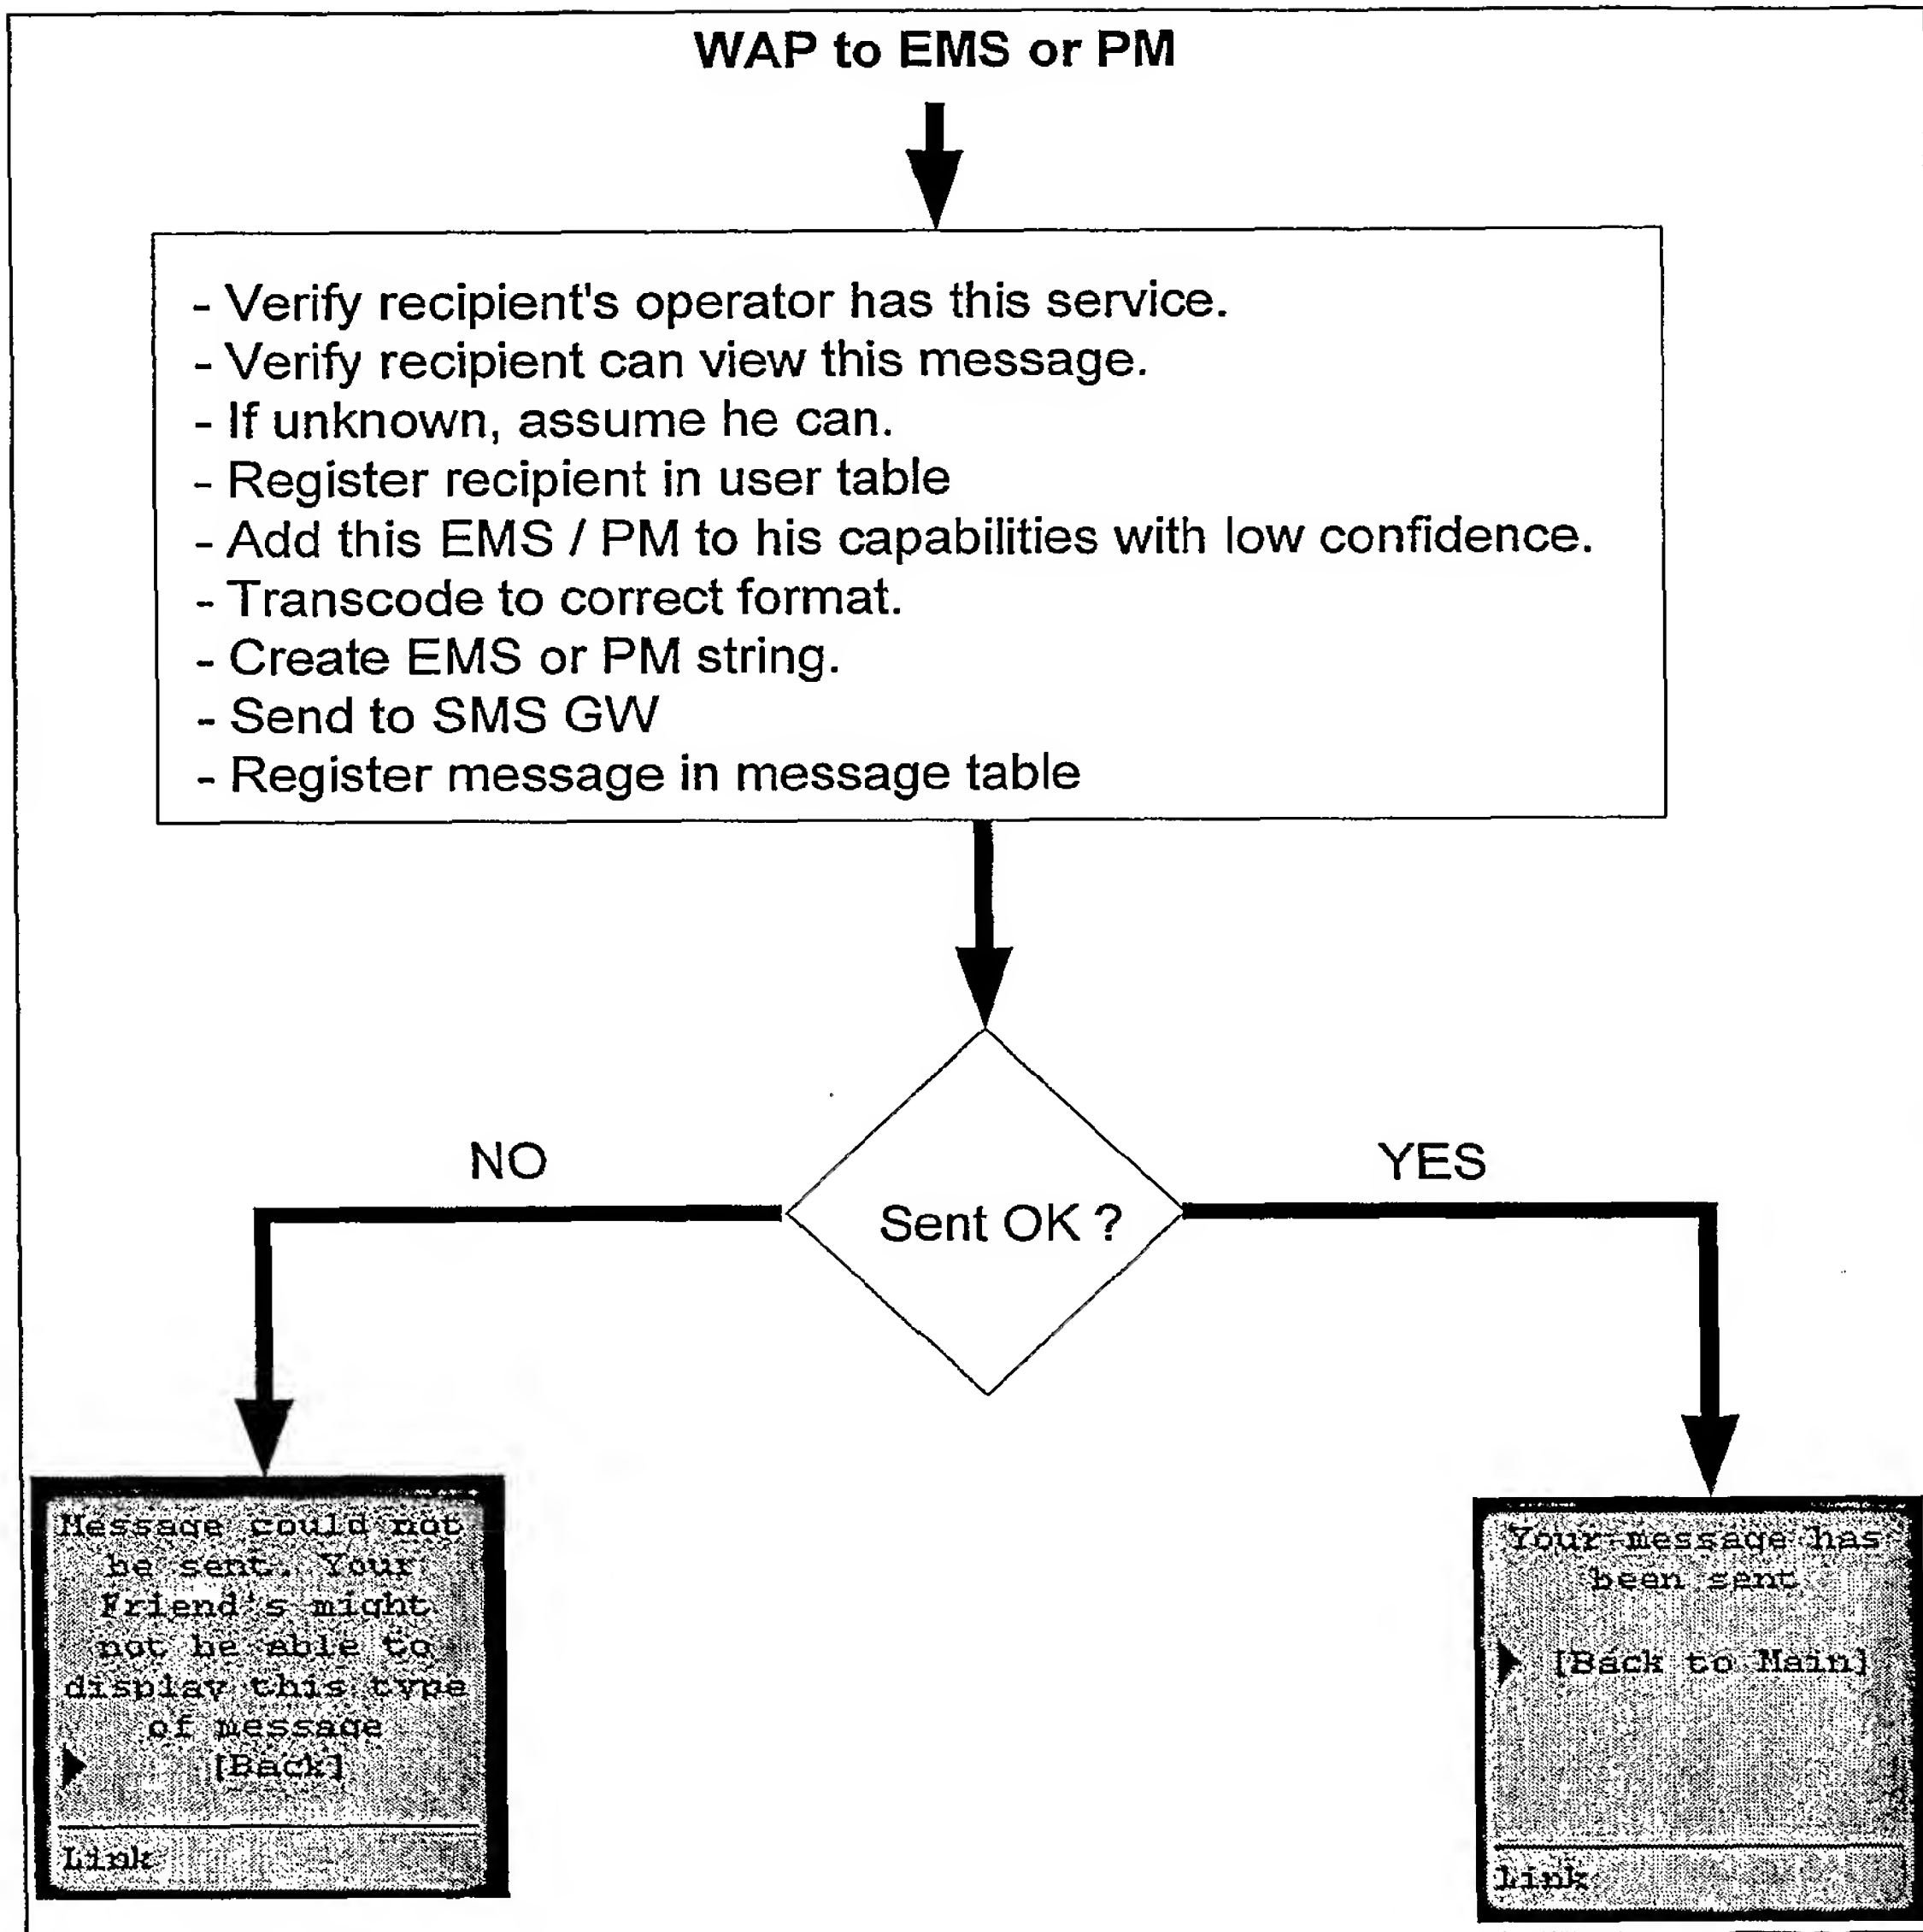 WAP to EMS or PM
- Verify recipient's operator has this service.
- Verify recipient can view this message.
- If unknown, assume he can.
- Register recipient in user table
- Add this EMS / PM to his capabilities with low confidence.
- Transcode to correct format.
- Create EMS or PM string.
- Send to SMS GW
- Register message in message table
NO
YES
Sent OK ?
Message could not
be sent. Your
Friend's might
not be able to
display this type
of message
[Back]
Link
Your message has
been sent
[Back to Main]
Link